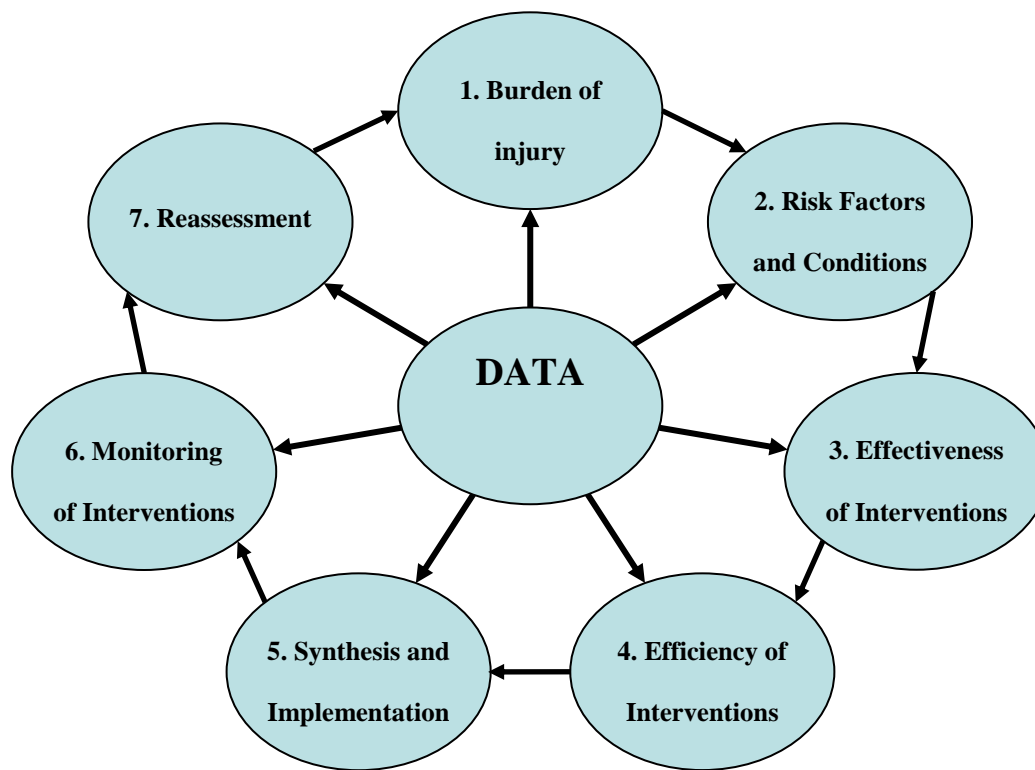 1. Burden of
injury
2. Risk Factors
and Conditions
3. Effectiveness
of Interventions
4. Efficiency of
Interventions
5. Synthesis and
Implementation
6. Monitoring
of Interventions
7. Reassessment
DATA